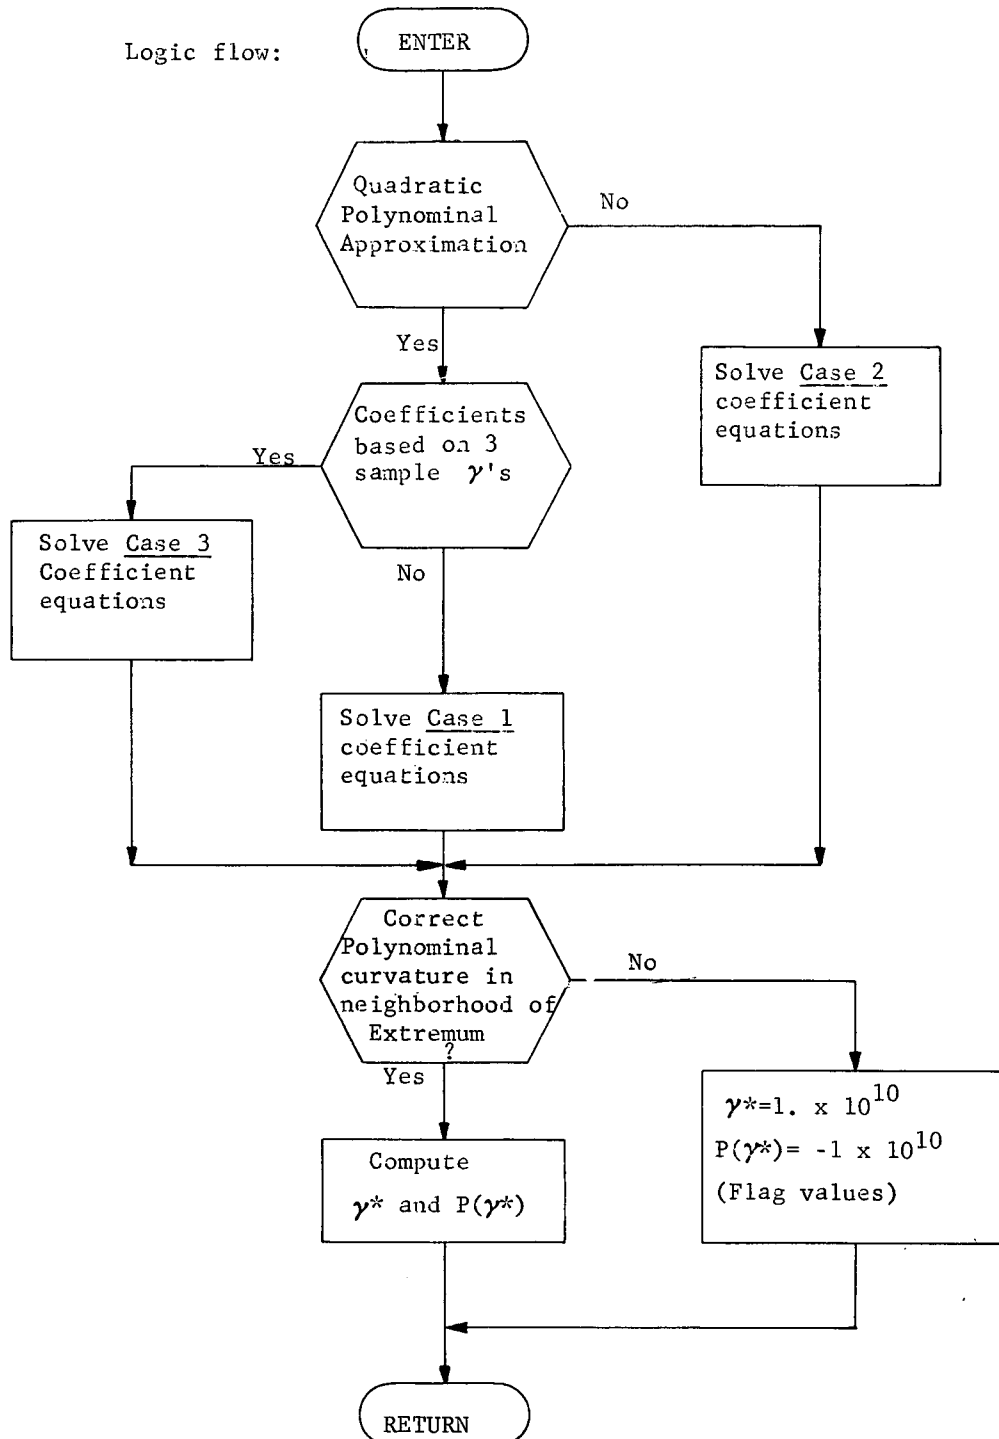 Logic flow:
ENTER
Quadratic
Polynominal
Approximation
No
Yes
Solve Case 2
coefficient
equations
Coefficients
based on 3
sample γ's
Yes
No
Solve Case 3
Coefficient
equations
Solve Case 1
coefficient
equations
Correct
Polynominal
curvature in
neighborhood of
Extremum
?
No
Yes
γ*=1. x 10^10
P(γ*)= -1 x 10^10
(Flag values)
Compute
γ* and P(γ*)
RETURN